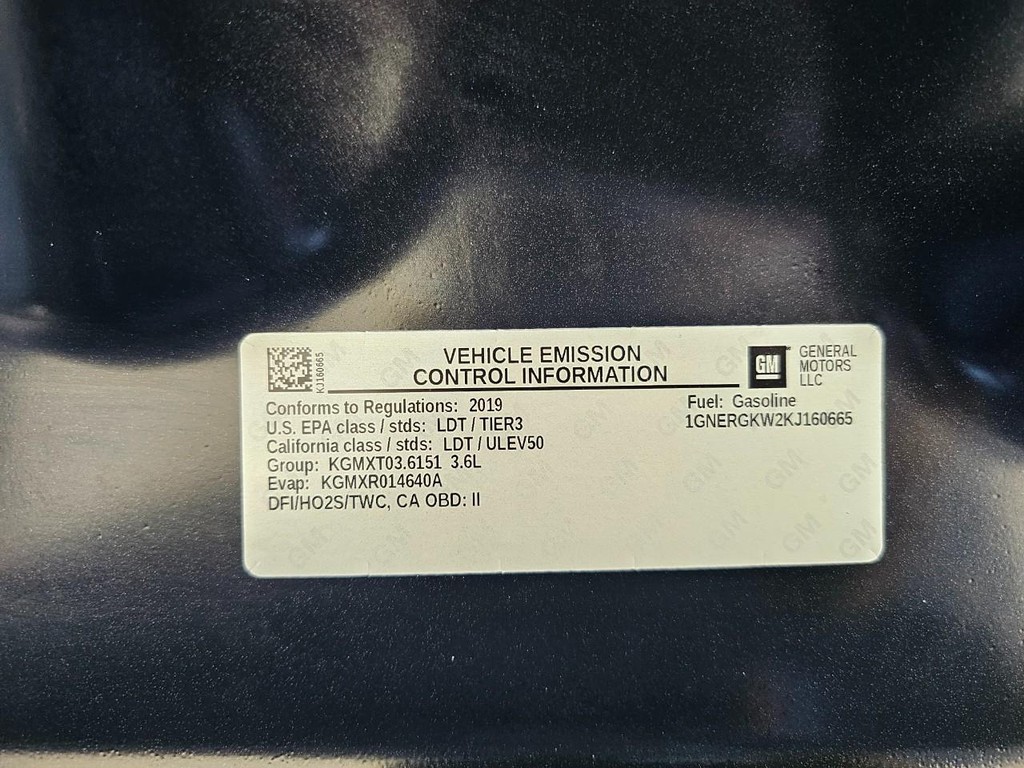 KJ160665
VEHICLE EMISSION
CONTROL INFORMATION
GM
GENERAL
MOTORS
LLC
Conforms to Regulations: 2019
U.S. EPA class / stds: LDT / TIER3
California class / stds: LDT / ULEV50
Group: KGMXT03.6151 3.6L
Evap: KGMXR014640A
DFI/HO2S/TWC, CA OBD: II
Fuel: Gasoline
1GNERGKW2KJ160665